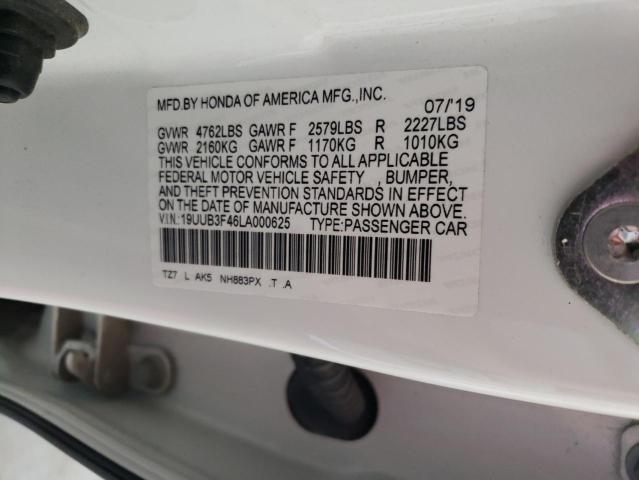 MFD.BY HONDA OF AMERICA MFG.,INC. 07/'19
GVWR 4762LBS GAWR F 2579LBS R 2227LBS
GVWR 2160KG GAWR F 1170KG R 1010KG
THIS VEHICLE CONFORMS TO ALL APPLICABLE
FEDERAL MOTOR VEHICLE SAFETY , BUMPER,
AND THEFT PREVENTION STANDARDS IN EFFECT
ON THE DATE OF MANUFACTURE SHOWN ABOVE.
V.I.N:19UUB3F46LA000625 TYPE:PASSENGER CAR
TZ7 L AK5 NH883PX .T .A